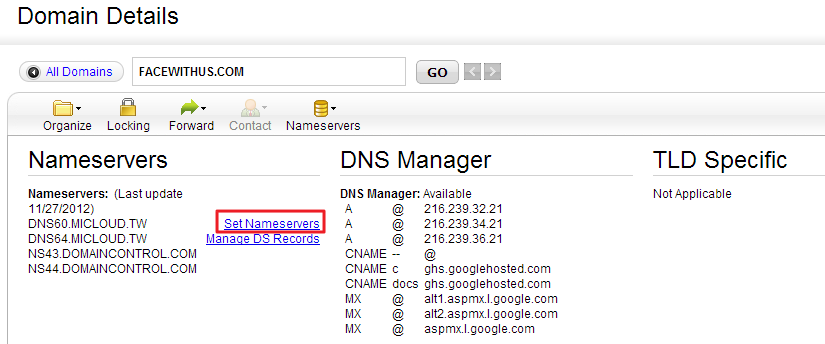 Domain Details
All Domains
FACEWITHUS.COM
GO
Organize
Locking
Forward
Contact
Nameservers
Nameservers
Nameservers: (Last update
11/27/2012)
DNS60.MICLOUD.TW
Set Nameservers
DNS64.MICLOUD.TW
Manage DS Records
NS43.DOMAINCONTROL.COM
NS44.DOMAINCONTROL.COM
DNS Manager
DNS Manager: Available
A @ 216.239.32.21
A @ 216.239.34.21
A @ 216.239.36.21
CNAME -- @
CNAME c ghs.googlehosted.com
CNAME docs ghs.googlehosted.com
MX @ alt1.aspmx.l.google.com
MX @ alt2.aspmx.l.google.com
MX @ aspmx.l.google.com
TLD Specific
Not Applicable